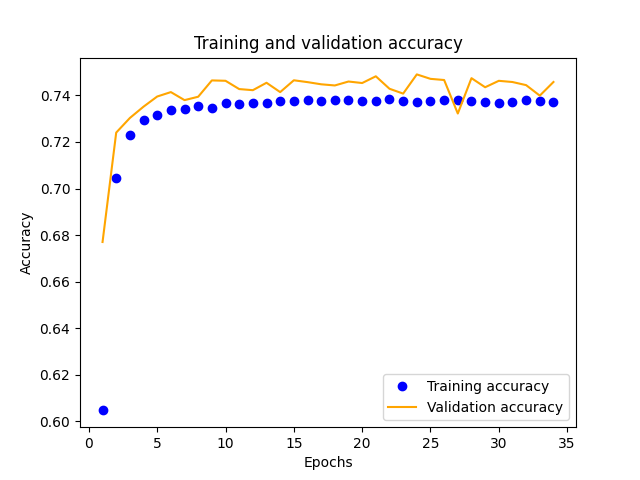 Training and validation accuracy
Accuracy
0.74
0.72
0.70
0.68
0.66
0.64
0.62
0.60
Training accuracy
Validation accuracy
0 5 10 15 20 25 30 35
Epochs